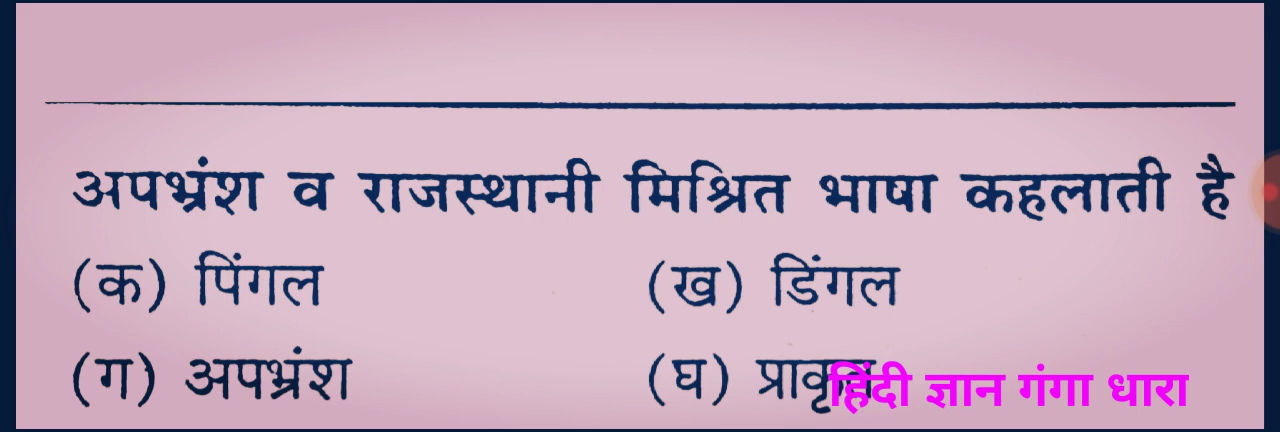 अपभ्रंश व राजस्थानी मिश्रित भाषा कहलाती है
(क) पिंगल (ख) डिंगल
(ग) अपभ्रंश (घ) प्राकृत
हिंदी ज्ञान गंगा धारा